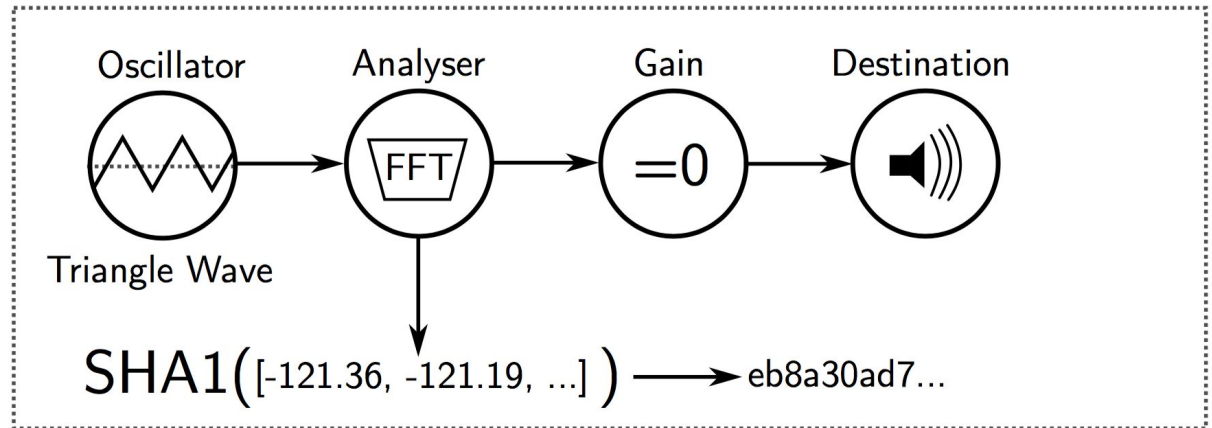 Oscillator Analyser Gain Destination
FFT =0
Triangle Wave
SHA1([-121.36, -121.19, ...]) eb8a30ad7...